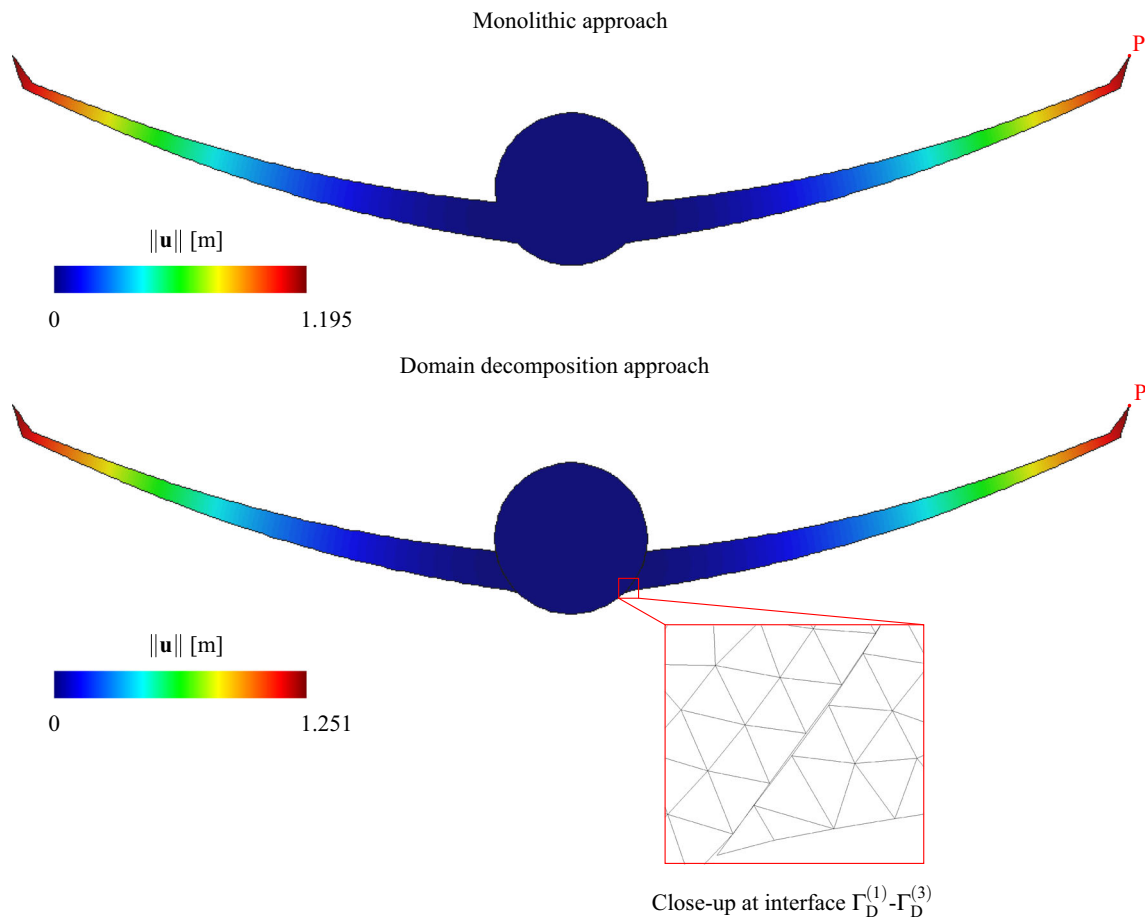 Monolithic approach
P
‖u‖ [m]
0 1.195
Domain decomposition approach
P
‖u‖ [m]
0 1.251
Close-up at interface Γ_D^(1)-Γ_D^(3)